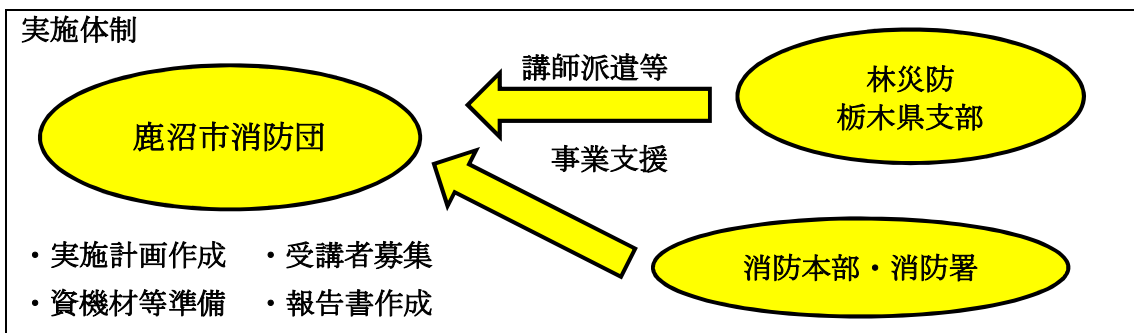 実施体制
講師派遣等
林災防
栃木県支部
鹿沼市消防団
事業支援
・実施計画作成 ・受講者募集
消防本部・消防署
・資機材等準備 ・報告書作成